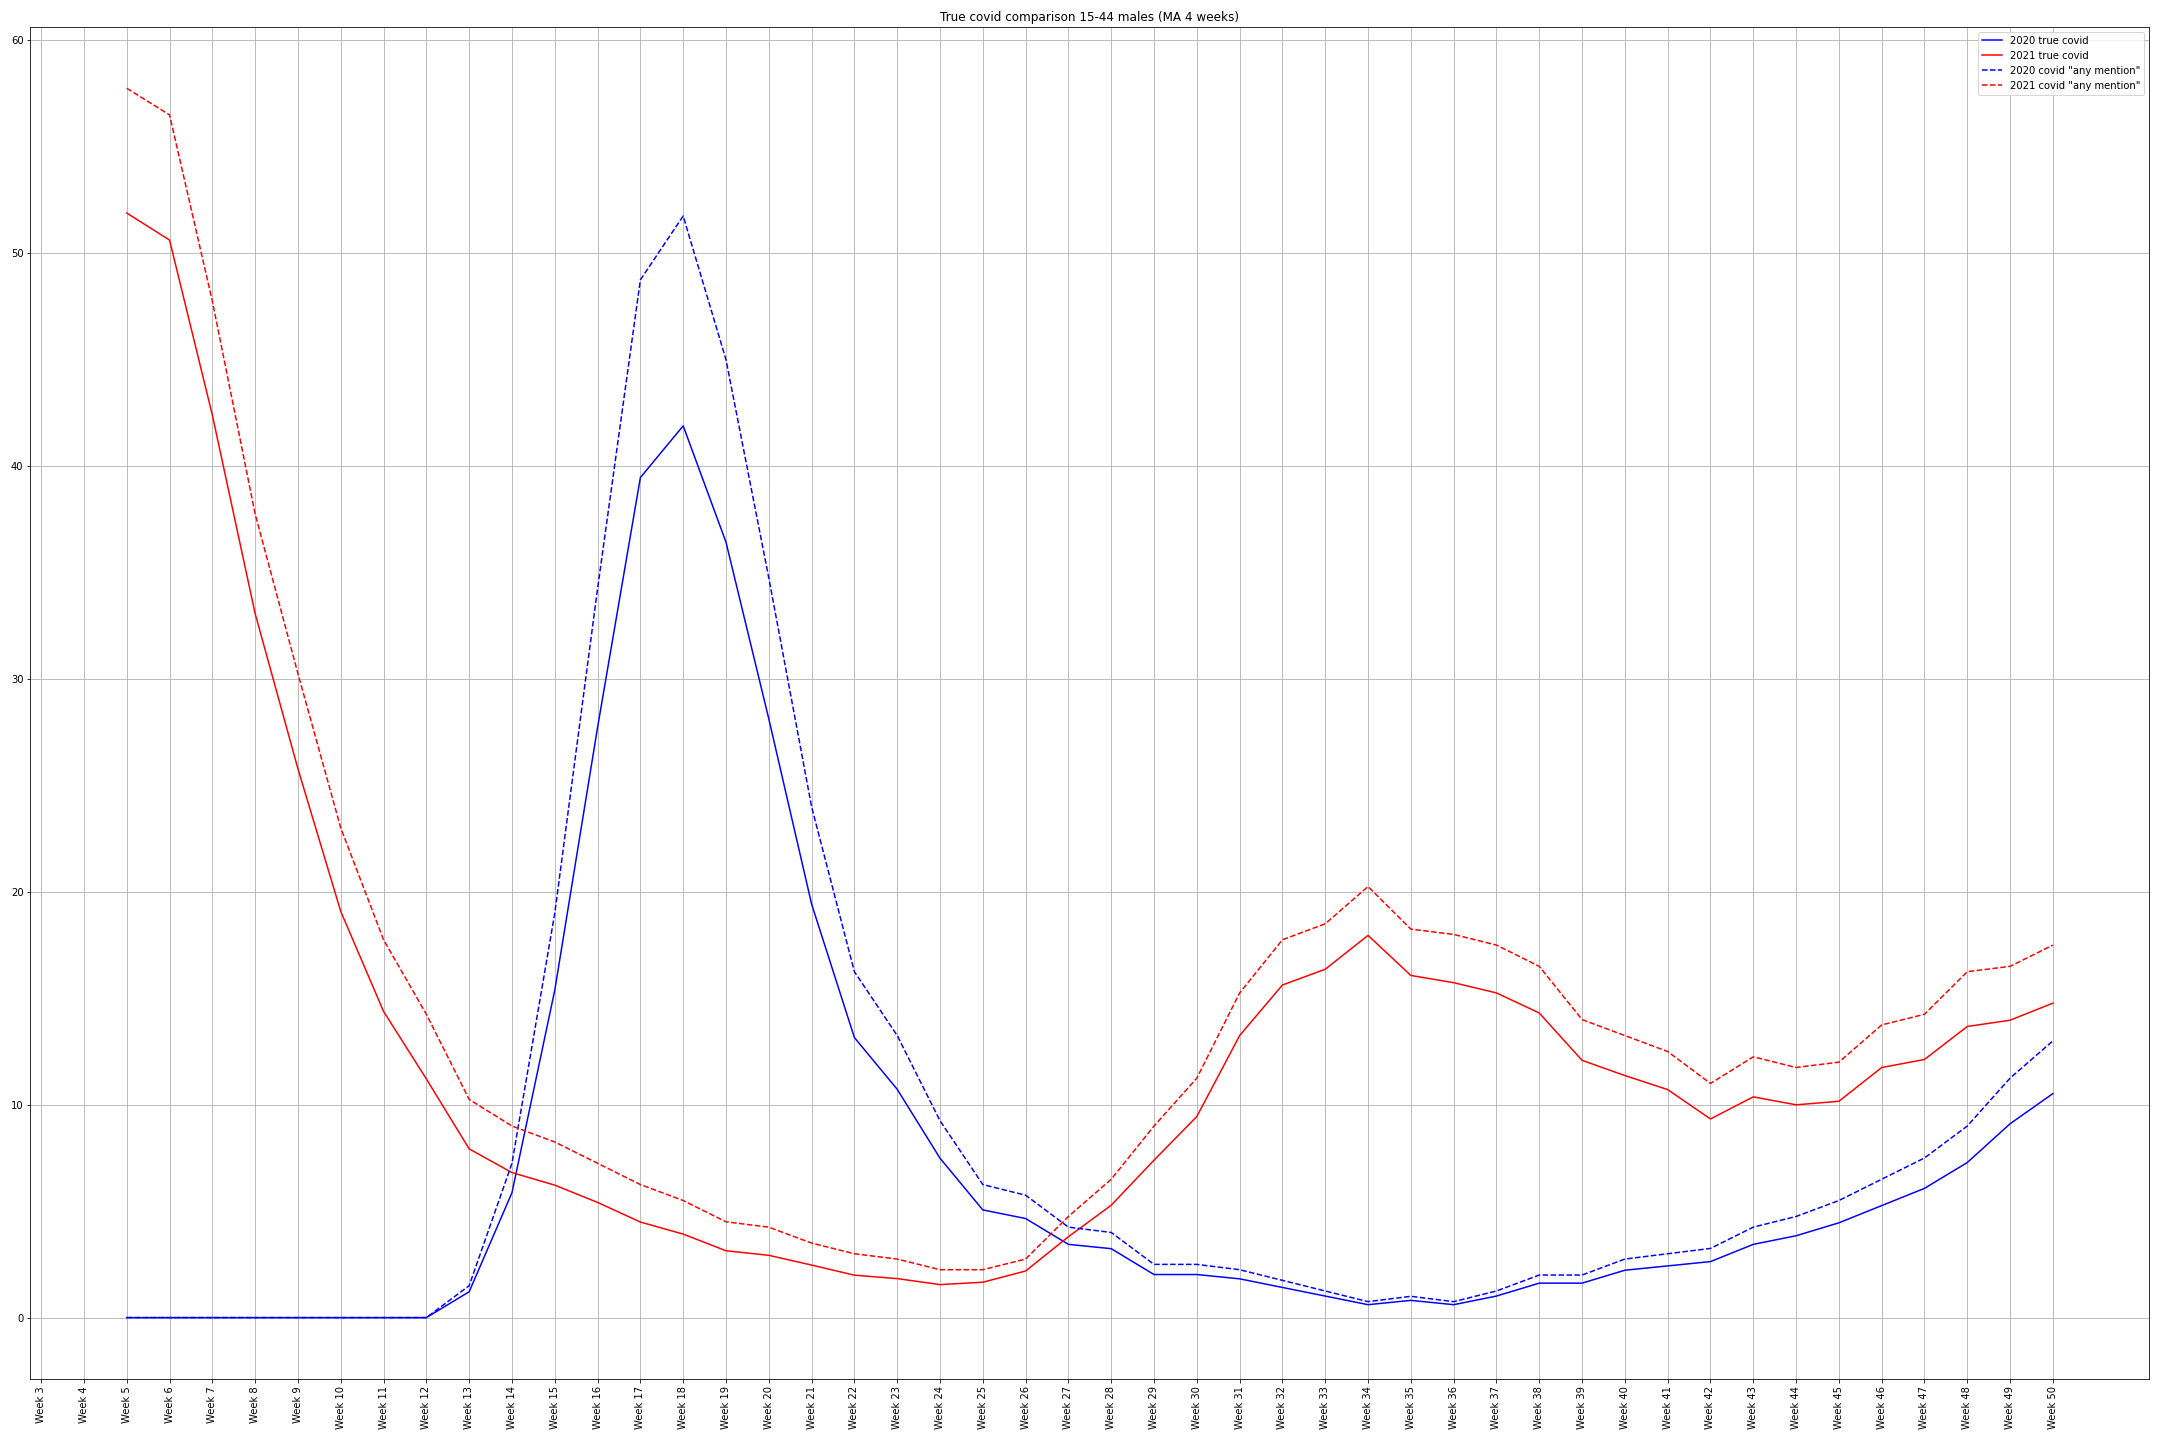 True covid comparison 15-44 males (MA 4 weeks)
2020 true covid
2021 true covid
2020 covid "any mention"
2021 covid "any mention"
60
50
40
30
20
10
0
Week 3
Week 4
Week 5
Week 6
Week 7
Week 8
Week 9
Week 10
Week 11
Week 12
Week 13
Week 14
Week 15
Week 16
Week 17
Week 18
Week 19
Week 20
Week 21
Week 22
Week 23
Week 24
Week 25
Week 26
Week 27
Week 28
Week 29
Week 30
Week 31
Week 32
Week 33
Week 34
Week 35
Week 36
Week 37
Week 38
Week 39
Week 40
Week 41
Week 42
Week 43
Week 44
Week 45
Week 46
Week 47
Week 48
Week 49
Week 50